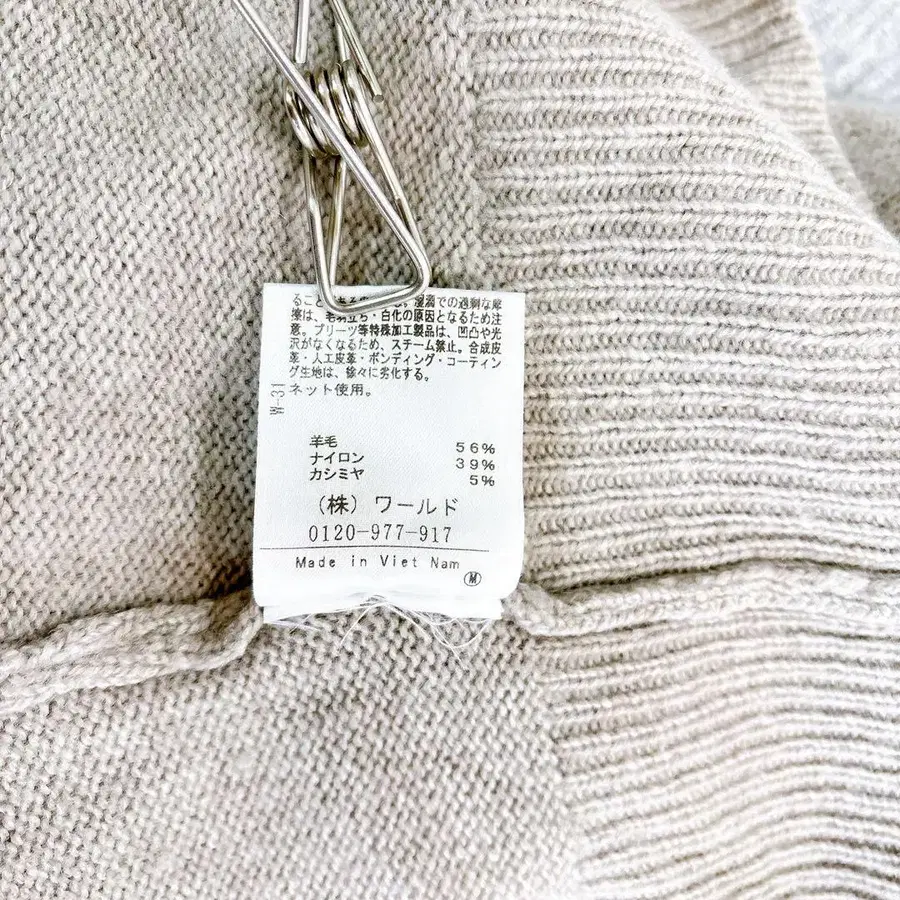 ること
湿潤での過剰な摩
擦は、毛羽立ち・白化の原因となるため注
意。プリーツ等特殊加工製品は、凹凸や光
沢がなくなるため、スチーム禁止。合成皮
革・人工皮革・ボンディング・コーティン
グ生地は、徐々に劣化する。
ネット使用。
W-31
羊毛 56%
ナイロン 39%
カシミヤ 5%
(株) ワールド
0120-977-917
Made in Viet Nam
M